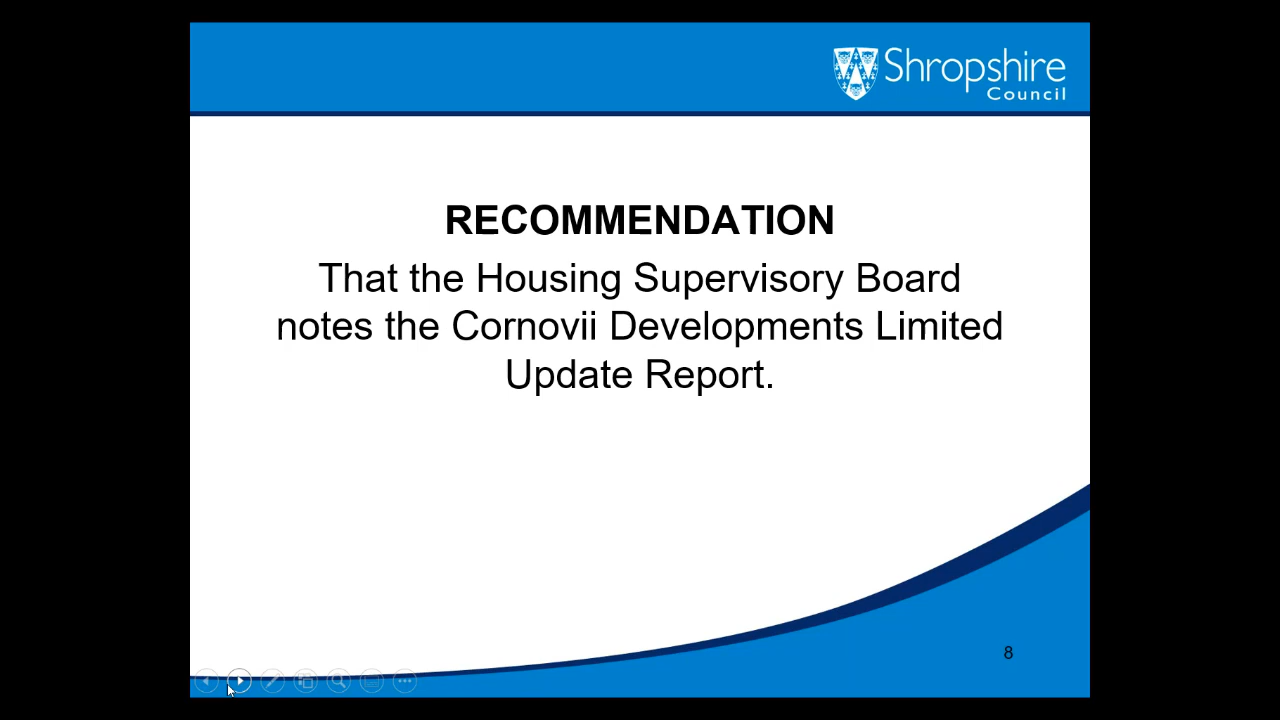 Shropshire
Council
RECOMMENDATION
That the Housing Supervisory Board
notes the Cornovii Developments Limited
Update Report.
8